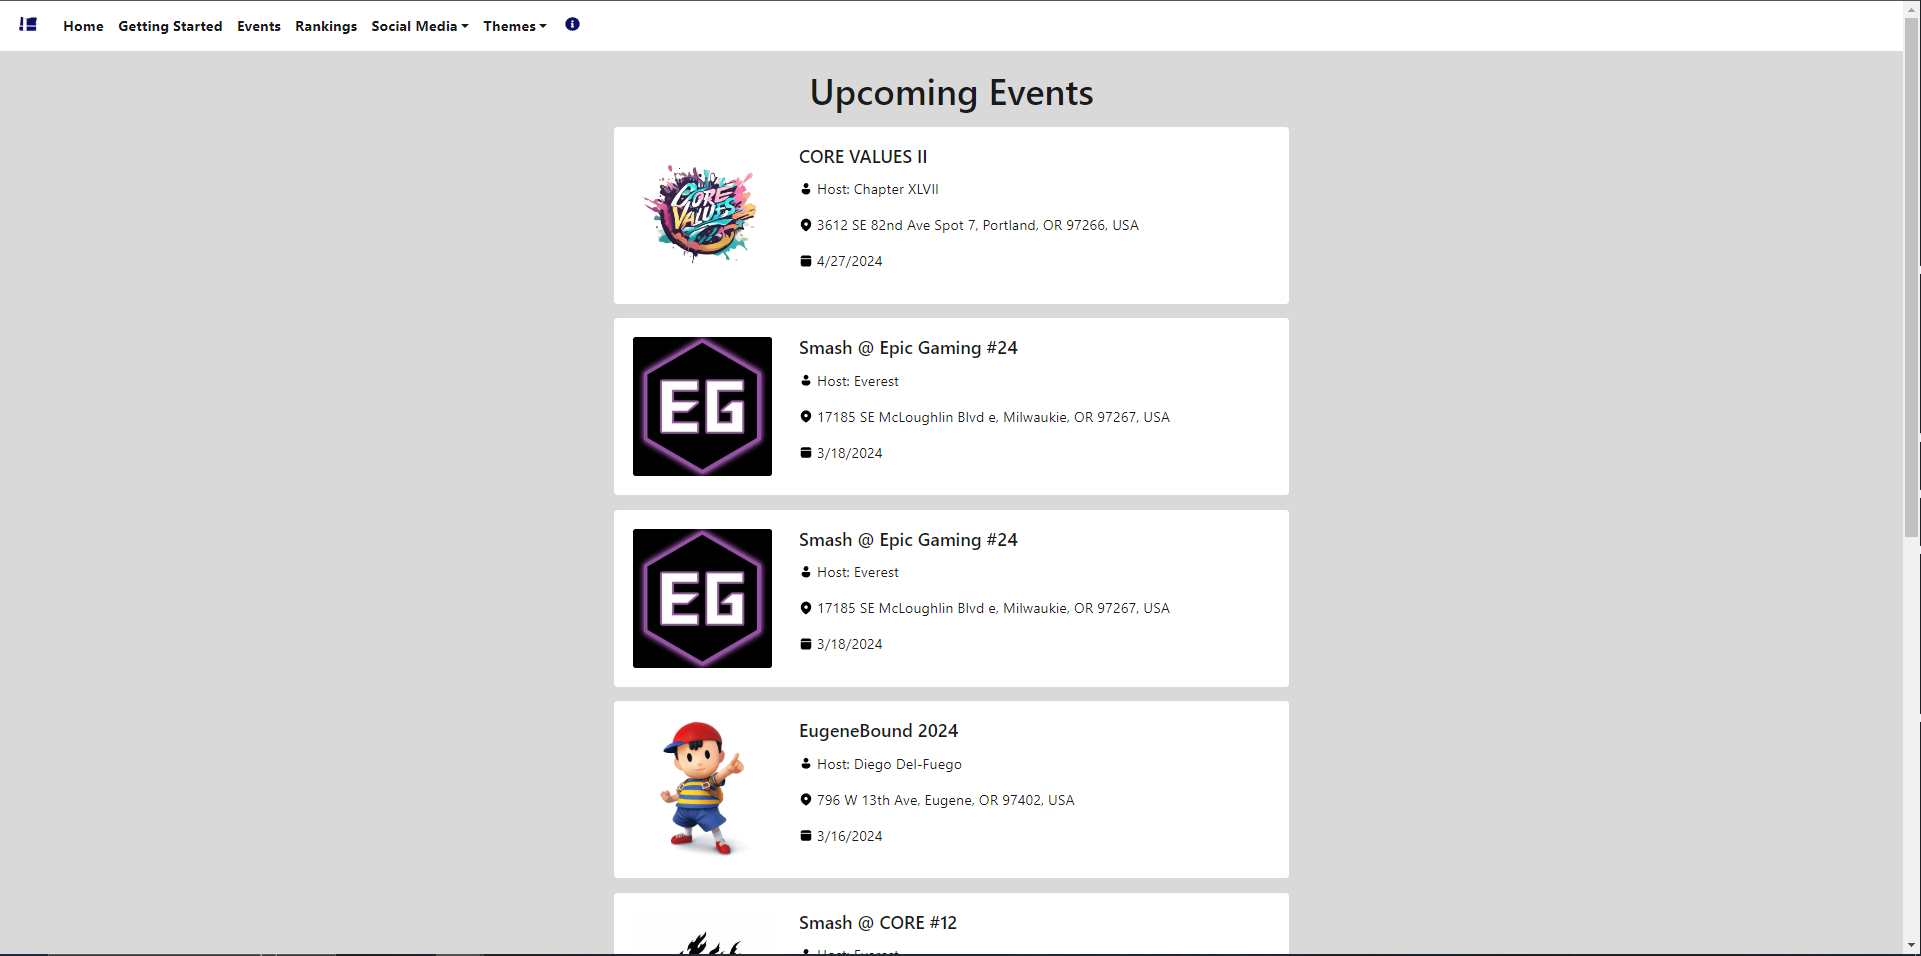 Home Getting Started Events Rankings Social Media Themes
Upcoming Events
CORE VALUES
CORE VALUES II
Host: Chapter XLVII
3612 SE 82nd Ave Spot 7, Portland, OR 97266, USA
4/27/2024
EG
Smash @ Epic Gaming #24
Host: Everest
17185 SE McLoughlin Blvd e, Milwaukie, OR 97267, USA
3/18/2024
EG
Smash @ Epic Gaming #24
Host: Everest
17185 SE McLoughlin Blvd e, Milwaukie, OR 97267, USA
3/18/2024
EugeneBound 2024
Host: Diego Del-Fuego
796 W 13th Ave, Eugene, OR 97402, USA
3/16/2024
Smash @ CORE #12
Host: Everest